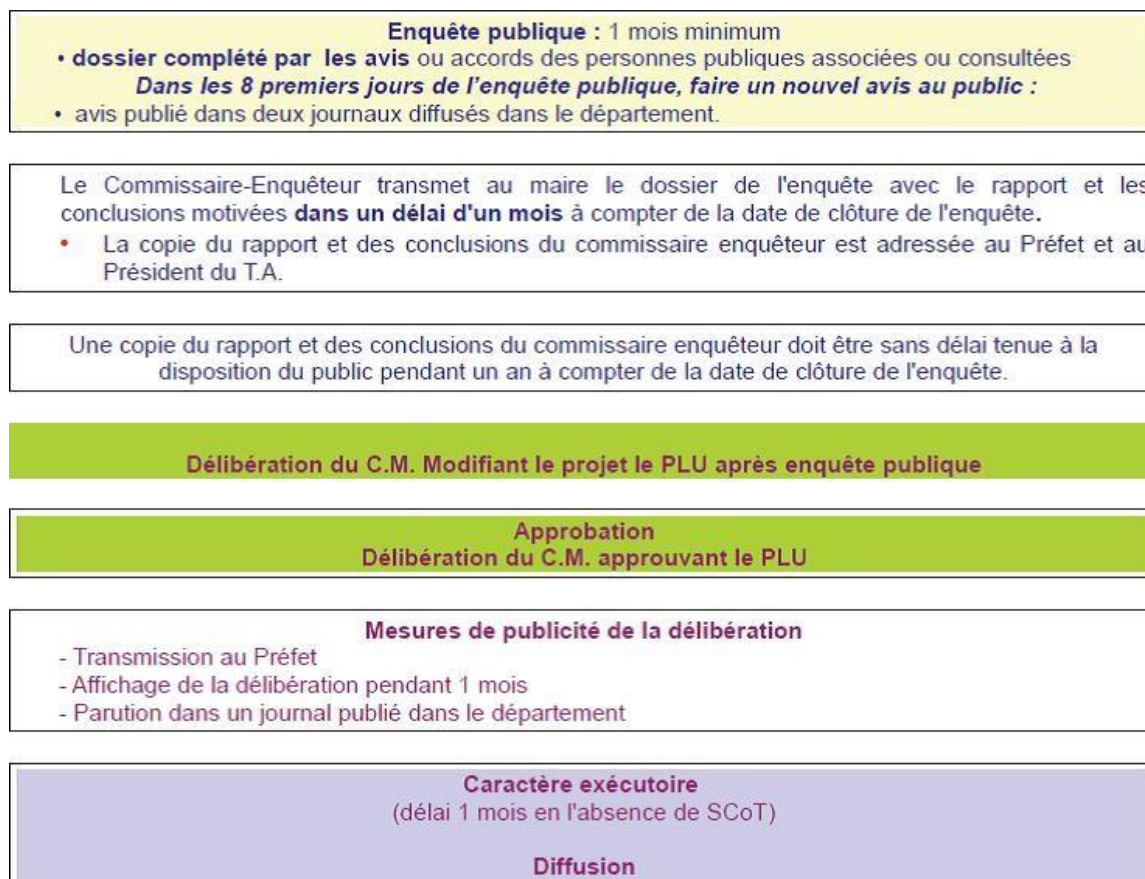 Enquête publique : 1 mois minimum
• dossier complété par les avis ou accords des personnes publiques associées ou consultées
Dans les 8 premiers jours de l'enquête publique, faire un nouvel avis au public :
• avis publié dans deux journaux diffusés dans le département.
Le Commissaire-Enquêteur transmet au maire le dossier de l'enquête avec le rapport et les
conclusions motivées dans un délai d'un mois à compter de la date de clôture de l'enquête.
• La copie du rapport et des conclusions du commissaire enquêteur est adressée au Préfet et au
Président du T.A.
Une copie du rapport et des conclusions du commissaire enquêteur doit être sans délai tenue à la
disposition du public pendant un an à compter de la date de clôture de l'enquête.
Délibération du C.M. Modifiant le projet le PLU après enquête publique
Approbation
Délibération du C.M. approuvant le PLU
Mesures de publicité de la délibération
- Transmission au Préfet
- Affichage de la délibération pendant 1 mois
- Parution dans un journal publié dans le département
Caractère exécutoire
(délai 1 mois en l'absence de SCoT)
Diffusion